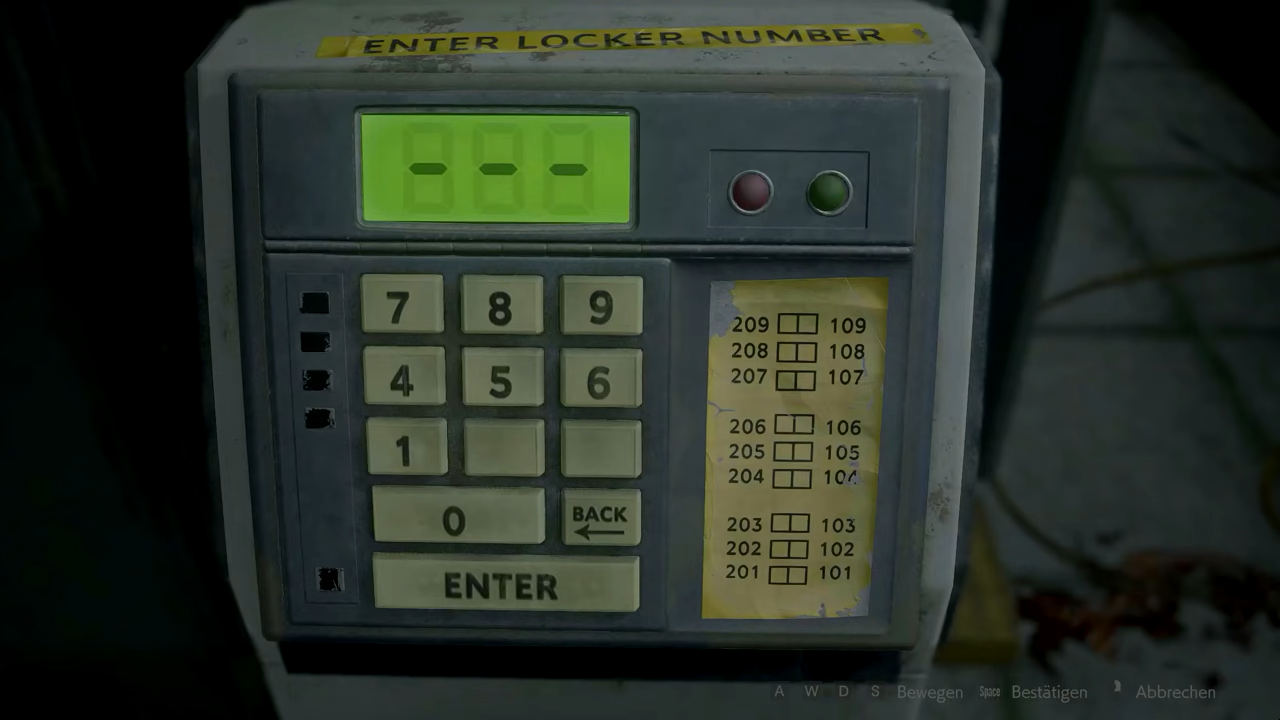 ENTER LOCKER NUMBER
7 8 9
4 5 6
1
0 BACK
ENTER
209 109
208 108
207 107
206 106
205 105
204 104
203 103
202 102
201 101
A W D S Bewegen Space Bestätigen Abbrechen